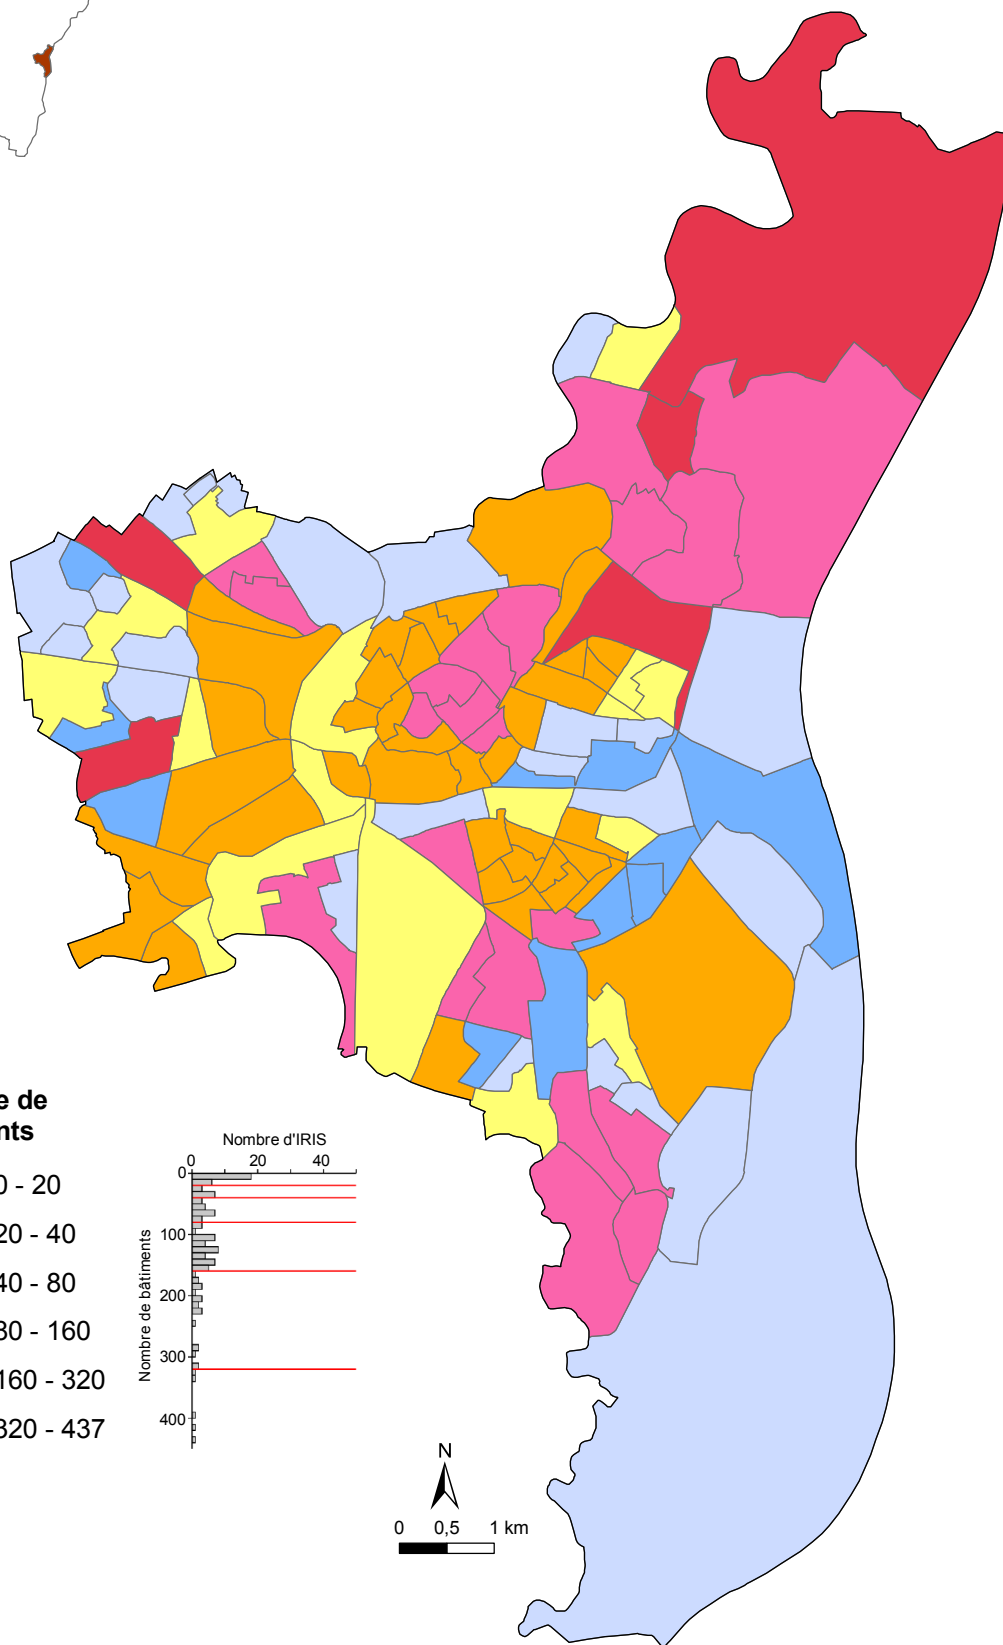 e de
nts
0 - 20
20 - 40
40 - 80
80 - 160
160 - 320
320 - 437
Nombre d'IRIS
0 20 40
0
100
200
300
400
Nombre de bâtiments
N
0 0,5 1 km